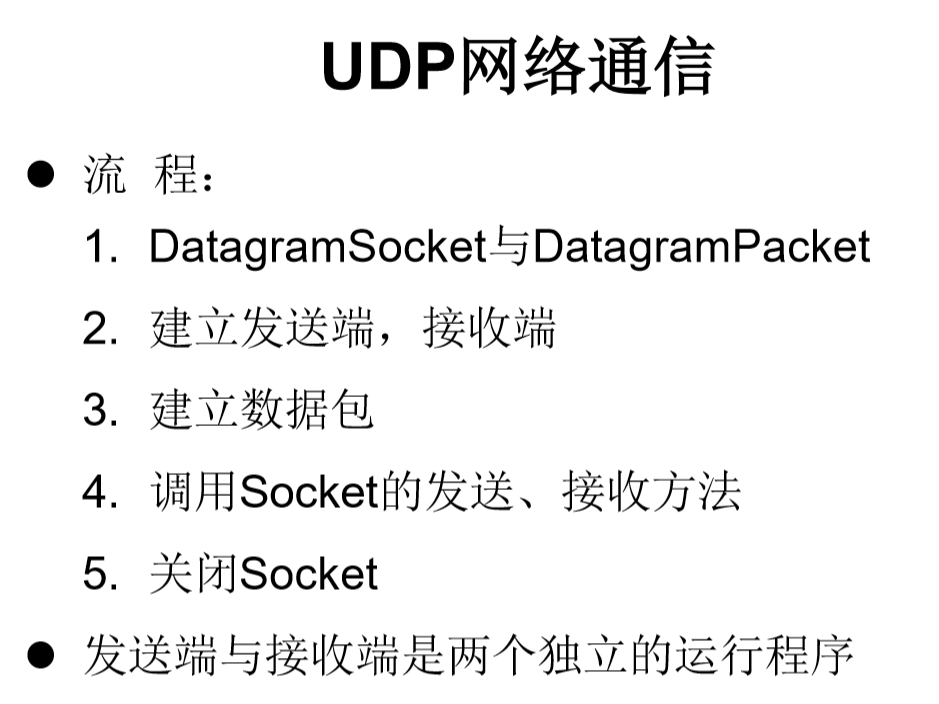 UDP网络通信
● 流 程：
1. DatagramSocket与DatagramPacket
2. 建立发送端，接收端
3. 建立数据包
4. 调用Socket的发送、接收方法
5. 关闭Socket
● 发送端与接收端是两个独立的运行程序